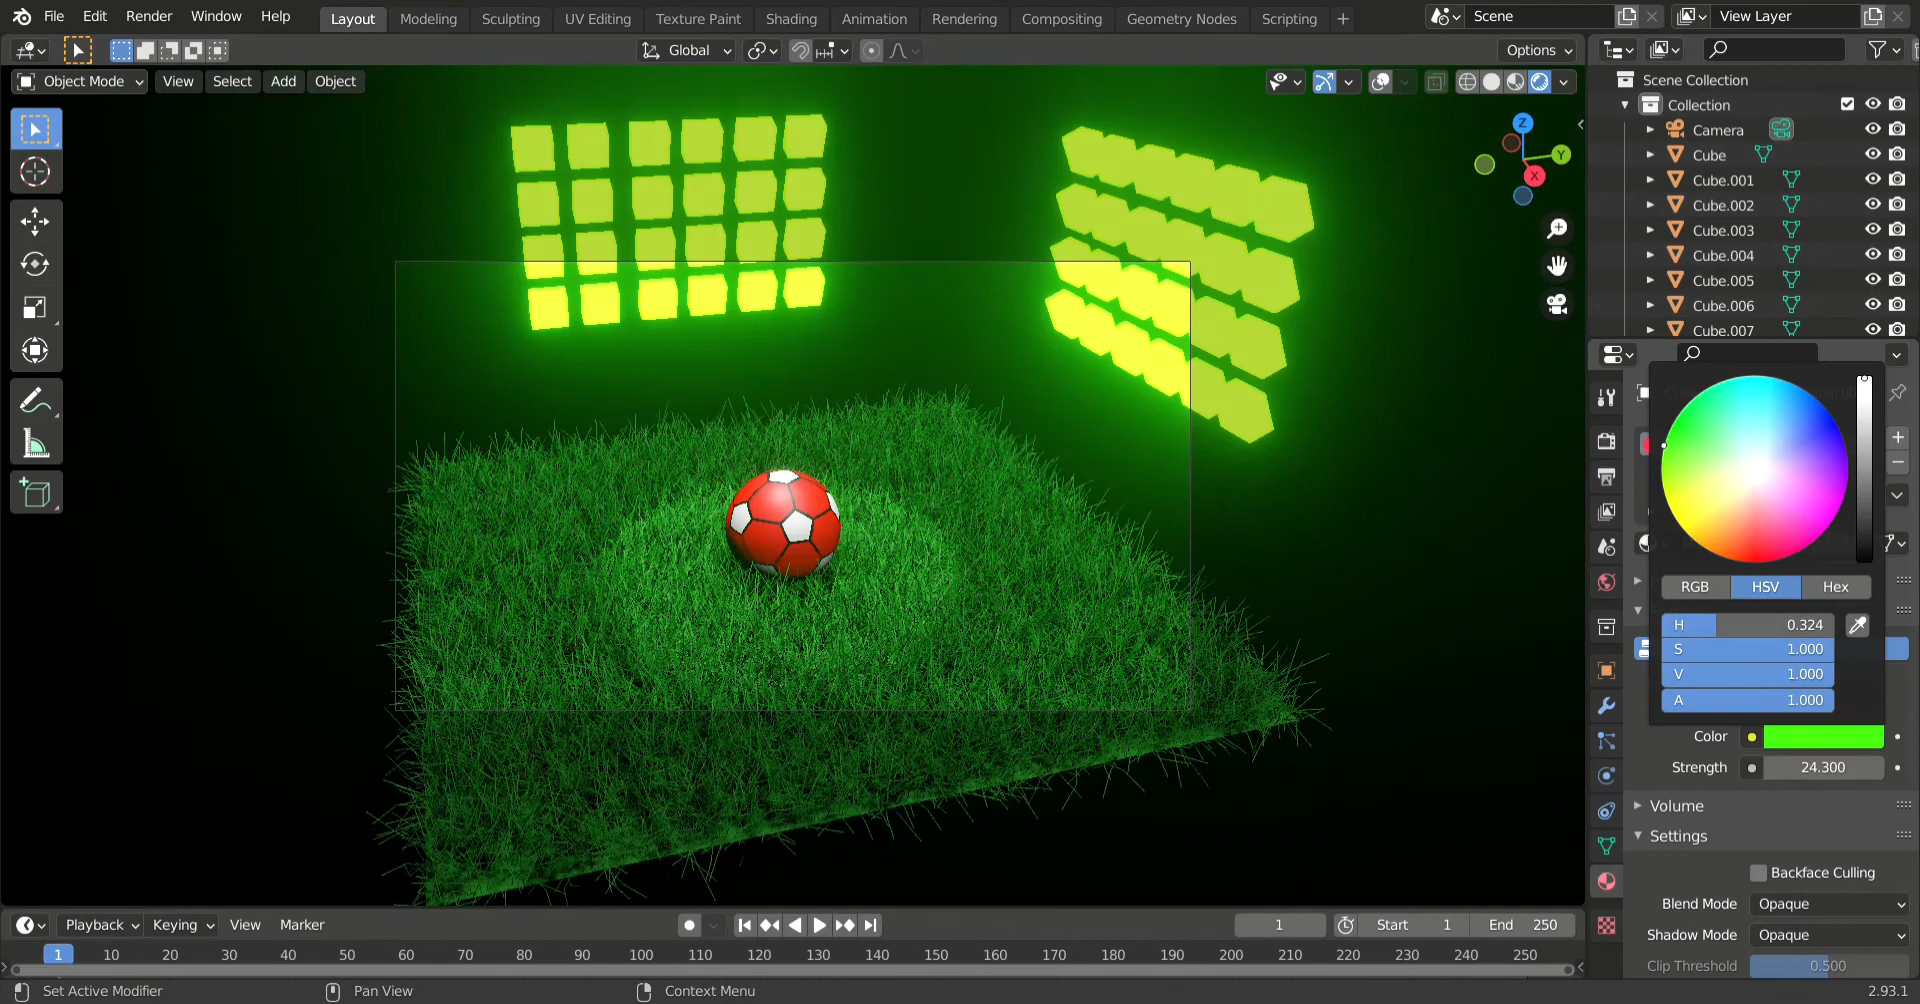 File Edit Render Window Help Layout Modeling Sculpting UV Editing Texture Paint Shading Animation Rendering Compositing Geometry Nodes Scripting + Scene View Layer
Global Options
Object Mode View Select Add Object
Scene Collection
Collection
Camera
Cube
Cube.001
Cube.002
Cube.003
Cube.004
Cube.005
Cube.006
Cube.007
Z
Y
X
RGB HSV Hex
H 0.324
S 1.000
V 1.000
A 1.000
Color
Strength 24.300
Volume
Settings
Backface Culling
Blend Mode Opaque
Shadow Mode Opaque
Clip Threshold 0.500
Playback Keying View Marker 1 Start 1 End 250
1 10 20 30 40 50 60 70 80 90 100 110 120 130 140 150 160 170 180 190 200 210 220 230 240 250
Set Active Modifier Pan View Context Menu 2.93.1